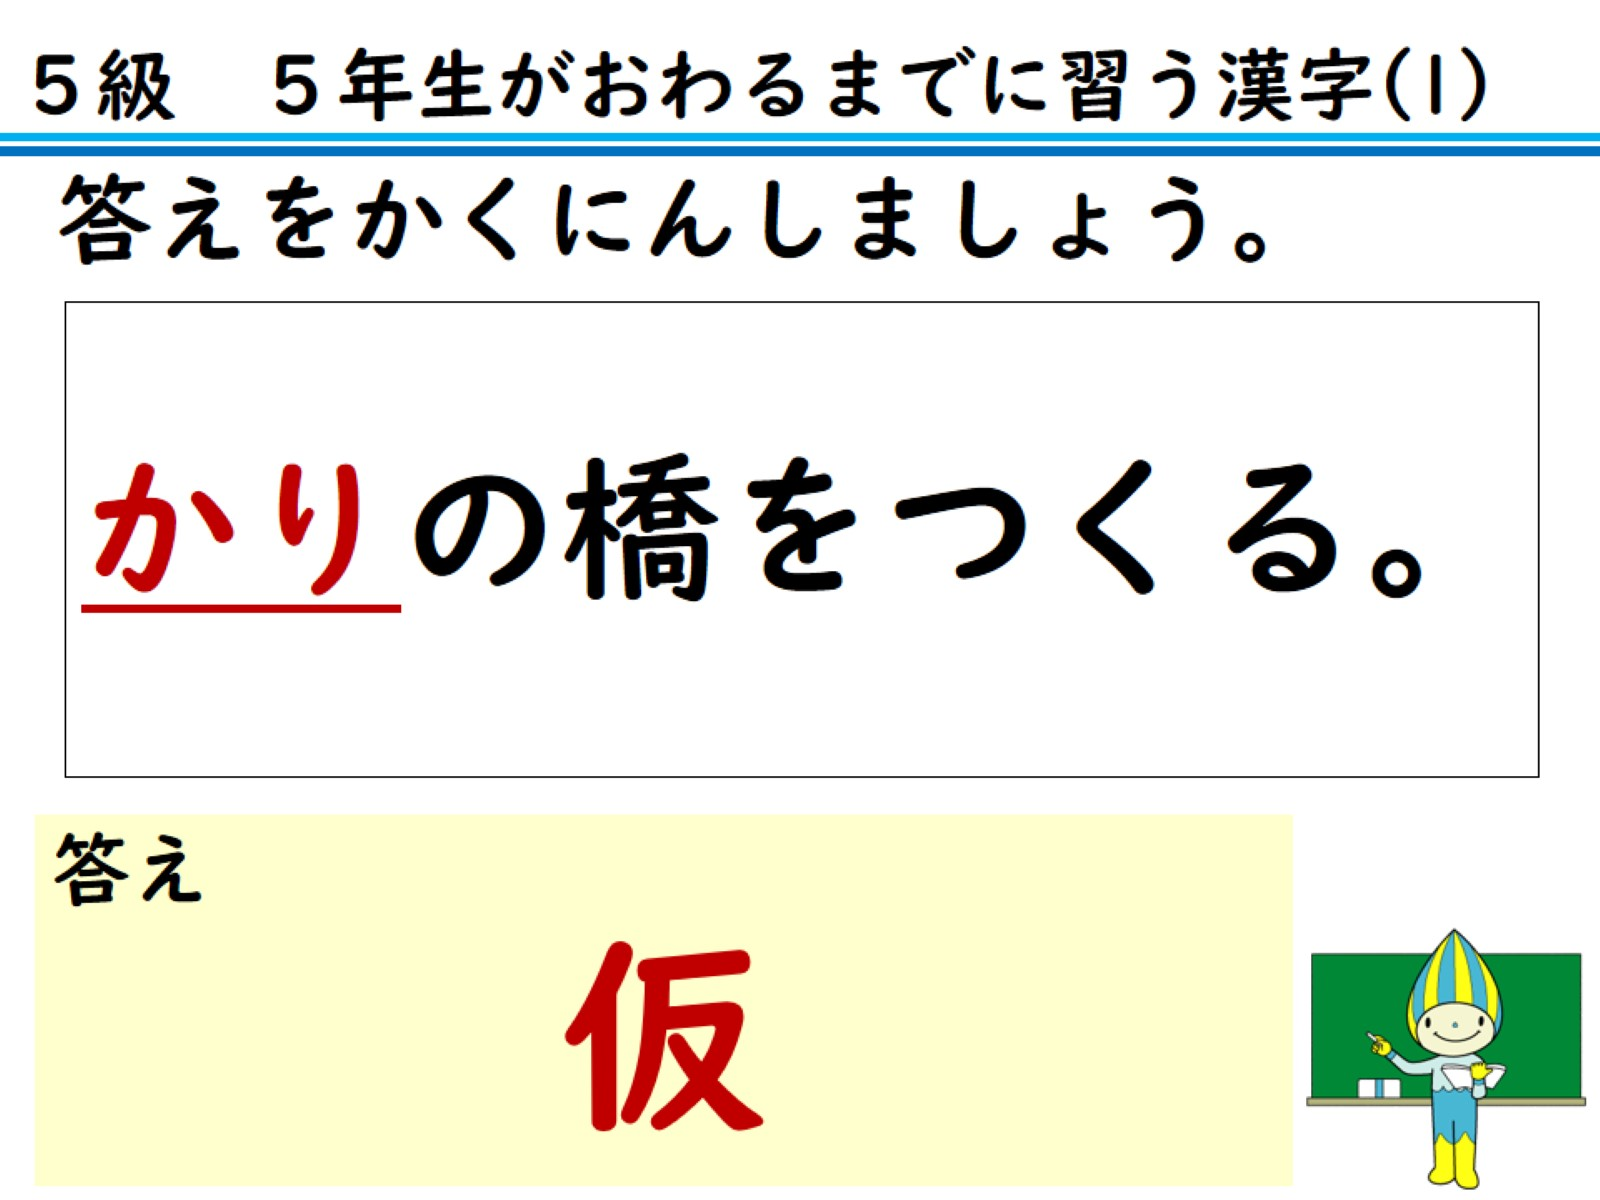 ５級　５年生がおわるまでに習う漢字(1)
答えをかくにんしましょう。
かりの橋をつくる。
答え
仮